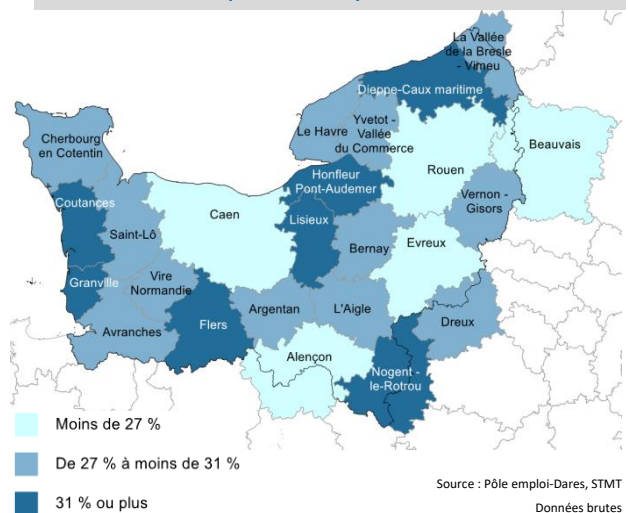 La Vallée
de la Bresle
- Vimeu
Dieppe-Caux maritime
Cherbourg
en Cotentin
Le Havre
Yvetot -
Vallée
du Commerce
Beauvais
Rouen
Honfleur
Pont-Audemer
Coutances
Caen
Lisieux
Vernon -
Gisors
Saint-Lô
Bernay
Evreux
Granville
Vire
Normandie
Argentan
L'Aigle
Avranches
Flers
Dreux
Alençon
Nogent -
le-Rotrou
Moins de 27 %
De 27 % à moins de 31 %
31 % ou plus
Source : Pôle emploi-Dares, STMT
Données brutes